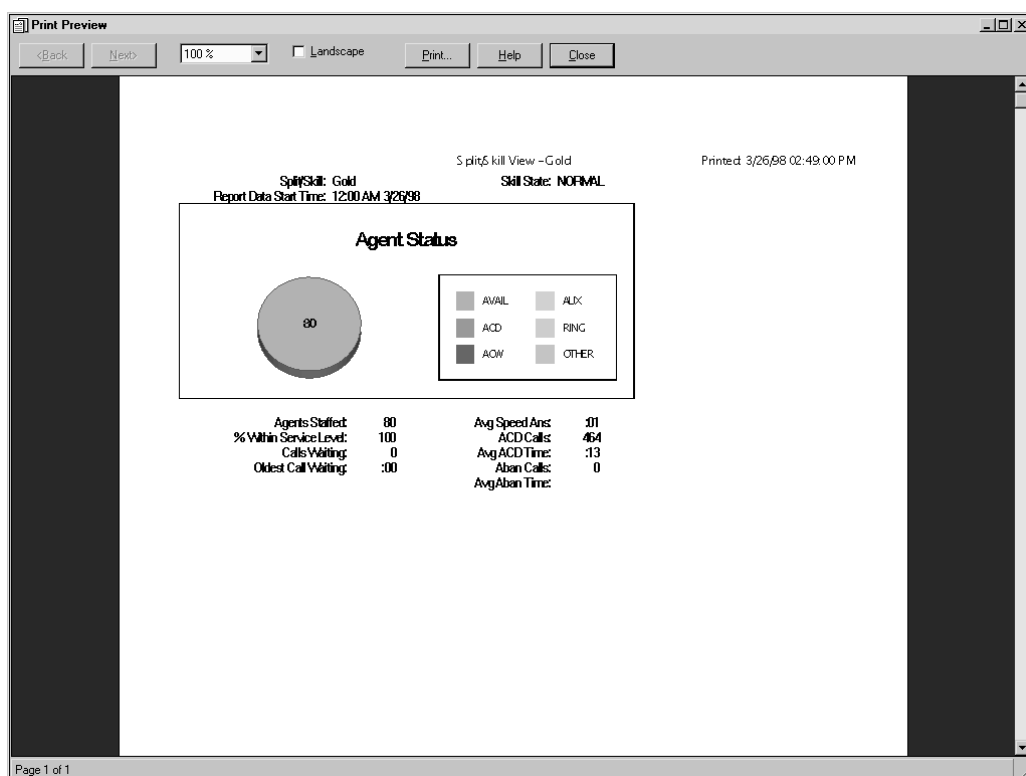 Print Preview
<Back Next> 100 % Landscape Print... Help Close
Split/Skill View - Gold Printed: 3/26/98 02:49:00 PM
Split/Skill: Gold Skill State: NORMAL
Report Data Start Time: 12:00 AM 3/26/98
Agent Status
80
AVAIL AUX
ACD RING
ACW OTHER
Agents Staffed: 80 Avg Speed Ans: :01
% Within Service Level: 100 ACD Calls: 464
Calls Waiting: 0 Avg ACD Time: :13
Oldest Call Waiting: :00 Aban Calls: 0
Avg Aban Time:
Page 1 of 1